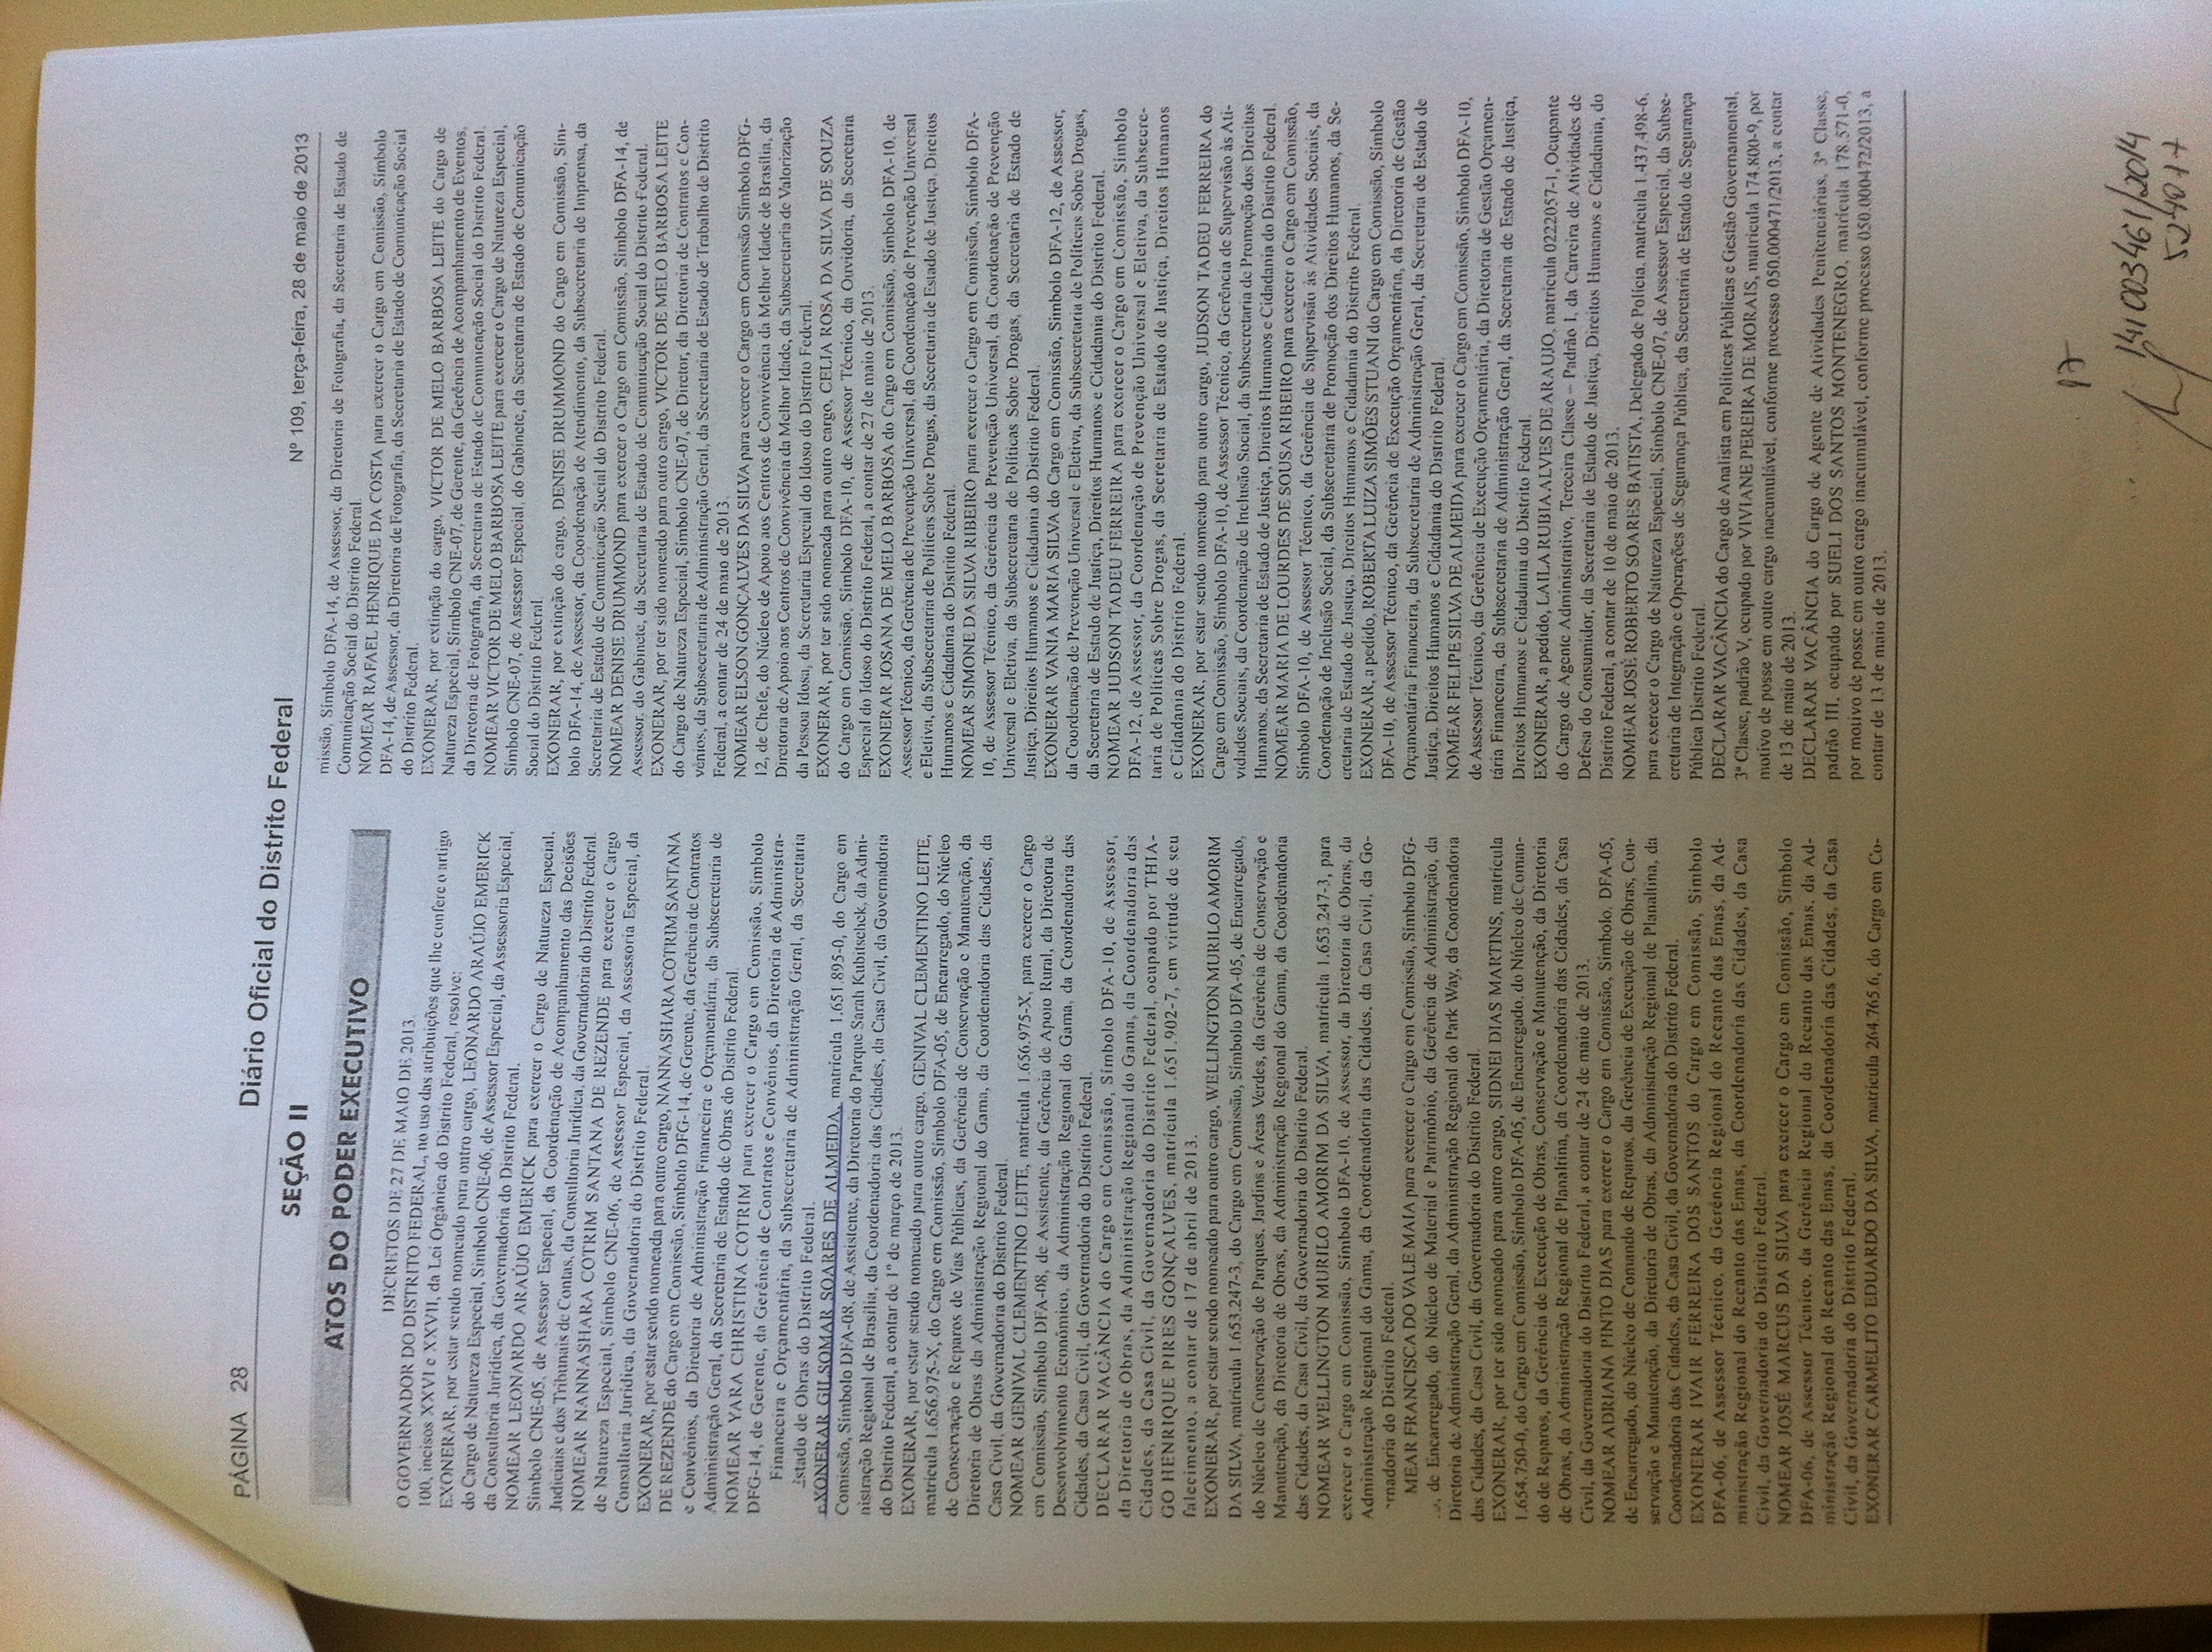 PÁGINA 28
Diário Oficial do Distrito Federal
Nº 109, terça-feira, 28 de maio de 2013
SEÇÃO II
ATOS DO PODER EXECUTIVO
DECRETOS DE 27 DE MAIO DE 2013.
O GOVERNADOR DO DISTRITO FEDERAL, no uso das atribuições que lhe confere o artigo
100, incisos XXVI e XXVII, da Lei Orgânica do Distrito Federal, resolve:
EXONERAR, por estar sendo nomeado para outro cargo, LEONARDO ARAÚJO EMERICK
do Cargo de Natureza Especial, Símbolo CNE-06, de Assessor Especial, da Assessoria Especial,
da Consultoria Jurídica, da Governadoria do Distrito Federal.
NOMEAR LEONARDO ARAÚJO EMERICK para exercer o Cargo de Natureza Especial,
Símbolo CNE-05, de Assessor Especial, da Coordenação de Acompanhamento das Decisões
Judiciais e dos Tribunais de Contas, da Consultoria Jurídica, da Governadoria do Distrito Federal.
NOMEAR NANNASHARA COTRIM SANTANA DE REZENDE para exercer o Cargo
de Natureza Especial, Símbolo CNE-06, de Assessor Especial, da Assessoria Especial, da
Consultoria Jurídica, da Governadoria do Distrito Federal.
EXONERAR, por estar sendo nomeada para outro cargo, NANNASHARA COTRIM SANTANA
DE REZENDE do Cargo em Comissão, Símbolo DFG-14, de Gerente, da Gerência de Contratos
e Convênios, da Diretoria de Administração Financeira e Orçamentária, da Subsecretaria de
Administração Geral, da Secretaria de Estado de Obras do Distrito Federal.
NOMEAR YARA CHRISTINA COTRIM para exercer o Cargo em Comissão, Símbolo
DFG-14, de Gerente, da Gerência de Contratos e Convênios, da Diretoria de Administra-
Financeira e Orçamentária, da Subsecretaria de Administração Geral, da Secretaria
Estado de Obras do Distrito Federal.
EXONERAR GILSOMAR SOARES DE ALMEIDA, matrícula 1.651.895-0, do Cargo em
Comissão, Símbolo DFA-08, de Assistente, da Diretoria do Parque Sarah Kubitschek, da Admi-
nistração Regional de Brasília, da Coordenadoria das Cidades, da Casa Civil, da Governadoria
do Distrito Federal, a contar de 1º de março de 2013.
EXONERAR, por estar sendo nomeado para outro cargo, GENIVAL CLEMENTINO LEITE,
matrícula 1.656.975-X, do Cargo em Comissão, Símbolo DFA-05, de Encarregado, do Núcleo
de Conservação e Reparos de Vias Públicas, da Gerência de Conservação e Manutenção, da
Diretoria de Obras da Administração Regional do Gama, da Coordenadoria das Cidades, da
Casa Civil, da Governadoria do Distrito Federal.
NOMEAR GENIVAL CLEMENTINO LEITE, matrícula 1.656.975-X, para exercer o Cargo
em Comissão, Símbolo DFA-08, de Assistente, da Gerência de Apoio Rural, da Diretoria de
Desenvolvimento Econômico, da Administração Regional do Gama, da Coordenadoria das
Cidades, da Casa Civil, da Governadoria do Distrito Federal.
DECLARAR VACÂNCIA do Cargo em Comissão, Símbolo DFA-10, de Assessor,
da Diretoria de Obras, da Administração Regional do Gama, da Coordenadoria das
Cidades, da Casa Civil, da Governadoria do Distrito Federal, ocupado por THIA-
GO HENRIQUE PIRES GONÇALVES, matrícula 1.651.902-7, em virtude de seu
falecimento, a contar de 17 de abril de 2013.
EXONERAR, por estar sendo nomeado para outro cargo, WELLINGTON MURILO AMORIM
DA SILVA, matrícula 1.653.247-3, do Cargo em Comissão, Símbolo DFA-05, de Encarregado,
do Núcleo de Conservação de Parques, Jardins e Áreas Verdes, da Gerência de Conservação e
Manutenção, da Diretoria de Obras, da Administração Regional do Gama, da Coordenadoria
das Cidades, da Casa Civil, da Governadoria do Distrito Federal.
NOMEAR WELLINGTON MURILO AMORIM DA SILVA, matrícula 1.653.247-3, para
exercer o Cargo em Comissão, Símbolo DFA-10, de Assessor, da Diretoria de Obras, da
Administração Regional do Gama, da Coordenadoria das Cidades, da Casa Civil, da Go-
rnadoria do Distrito Federal.
MEAR FRANCISCA DO VALE MAIA para exercer o Cargo em Comissão, Símbolo DFG-
, de Encarregado, do Núcleo de Material e Patrimônio, da Gerência de Administração, da
Diretoria de Administração Geral, da Administração Regional do Park Way, da Coordenadoria
das Cidades, da Casa Civil, da Governadoria do Distrito Federal.
EXONERAR, por ter sido nomeado para outro cargo, SIDNEI DIAS MARTINS, matrícula
1.654.750-0, do Cargo em Comissão, Símbolo DFA-05, de Encarregado, do Núcleo de Coman-
do de Reparos, da Gerência de Execução de Obras, Conservação e Manutenção, da Diretoria
de Obras, da Administração Regional de Planaltina, da Coordenadoria das Cidades, da Casa
Civil, da Governadoria do Distrito Federal, a contar de 24 de maio de 2013.
NOMEAR ADRIANA PINTO DIAS para exercer o Cargo em Comissão, Símbolo. DFA-05,
de Encarregado, do Núcleo de Comando de Reparos, da Gerência de Execução de Obras, Con-
servação e Manutenção, da Diretoria de Obras, da Administração Regional de Planaltina, da
Coordenadoria das Cidades, da Casa Civil, da Governadoria do Distrito Federal.
EXONERAR IVAIR FERREIRA DOS SANTOS do Cargo em Comissão, Símbolo
DFA-06, de Assessor Técnico, da Gerência Regional do Recanto das Emas, da Ad-
ministração Regional do Recanto das Emas, da Coordenadoria das Cidades, da Casa
Civil, da Governadoria do Distrito Federal.
NOMEAR JOSÉ MARCUS DA SILVA para exercer o Cargo em Comissão, Símbolo
DFA-06, de Assessor Técnico, da Gerência Regional do Recanto das Emas, da Ad-
ministração Regional do Recanto das Emas, da Coordenadoria das Cidades, da Casa
Civil, da Governadoria do Distrito Federal.
EXONERAR CARMELITO EDUARDO DA SILVA, matrícula 264.765.6, do Cargo em Co-
missão, Símbolo DFA-14, de Assessor, da Diretoria de Fotografia, da Secretaria de Estado de
Comunicação Social do Distrito Federal.
NOMEAR RAFAEL HENRIQUE DA COSTA para exercer o Cargo em Comissão, Símbolo
DFA-14, de Assessor, da Diretoria de Fotografia, da Secretaria de Estado de Comunicação Social
do Distrito Federal.
EXONERAR, por extinção do cargo, VICTOR DE MELO BARBOSA LEITE do Cargo de
Natureza Especial, Símbolo CNE-07, de Gerente, da Gerência de Acompanhamento de Eventos,
da Diretoria de Fotografia, da Secretaria de Estado de Comunicação Social do Distrito Federal.
NOMEAR VICTOR DE MELO BARBOSA LEITE para exercer o Cargo de Natureza Especial,
Símbolo CNE-07, de Assessor Especial, do Gabinete, da Secretaria de Estado de Comunicação
Social do Distrito Federal.
EXONERAR, por extinção do cargo, DENISE DRUMMOND do Cargo em Comissão, Sím-
bolo DFA-14, de Assessor, da Coordenação de Atendimento, da Subsecretaria de Imprensa, da
Secretaria de Estado de Comunicação Social do Distrito Federal.
NOMEAR DENISE DRUMMOND para exercer o Cargo em Comissão, Símbolo DFA-14, de
Assessor, do Gabinete, da Secretaria de Estado de Comunicação Social do Distrito Federal.
EXONERAR, por ter sido nomeado para outro cargo, VICTOR DE MELO BARBOSA LEITE
do Cargo de Natureza Especial, Símbolo CNE-07, de Diretor, da Diretoria de Contratos e Con-
vênios, da Subsecretaria de Administração Geral, da Secretaria de Estado de Trabalho de Distrito
Federal, a contar de 24 de maio de 2013.
NOMEAR ELSON GONÇALVES DA SILVA para exercer o Cargo em Comissão Símbolo DFG-
12, de Chefe, do Núcleo de Apoio aos Centros de Convivência da Melhor Idade de Brasília, da
Diretoria de Apoio aos Centros de Convivência da Melhor Idade, da Subsecretaria de Valorização
da Pessoa Idosa, da Secretaria Especial do Idoso do Distrito Federal.
EXONERAR, por ter sido nomeada para outro cargo, CELIA ROSA DA SILVA DE SOUZA
do Cargo em Comissão, Símbolo DFA-10, de Assessor Técnico, da Ouvidoria, da Secretaria
Especial do Idoso do Distrito Federal, a contar de 27 de maio de 2013.
EXONERAR JOSANA DE MELO BARBOSA do Cargo em Comissão, Símbolo DFA-10, de
Assessor Técnico, da Gerência de Prevenção Universal, da Coordenação de Prevenção Universal
e Eletiva, da Subsecretaria de Políticas Sobre Drogas, da Secretaria de Estado de Justiça, Direitos
Humanos e Cidadania do Distrito Federal.
NOMEAR SIMONE DA SILVA RIBEIRO para exercer o Cargo em Comissão, Símbolo DFA-
10, de Assessor Técnico, da Gerência de Prevenção Universal, da Coordenação de Prevenção
Universal e Eletiva, da Subsecretaria de Políticas Sobre Drogas, da Secretaria de Estado de
Justiça, Direitos Humanos e Cidadania do Distrito Federal.
EXONERAR VANIA MARIA SILVA do Cargo em Comissão, Símbolo DFA-12, de Assessor,
da Coordenação de Prevenção Universal e Eletiva, da Subsecretaria de Políticas Sobre Drogas,
da Secretaria de Estado de Justiça, Direitos Humanos e Cidadania do Distrito Federal.
NOMEAR JUDSON TADEU FERREIRA para exercer o Cargo em Comissão, Símbolo
DFA-12, de Assessor, da Coordenação de Prevenção Universal e Eletiva, da Subsecre-
taria de Políticas Sobre Drogas, da Secretaria de Estado de Justiça, Direitos Humanos
e Cidadania do Distrito Federal.
EXONERAR, por estar sendo nomeado para outro cargo, JUDSON TADEU FERREIRA do
Cargo em Comissão, Símbolo DFA-10, de Assessor Técnico, da Gerência de Supervisão às Ati-
vidades Sociais, da Coordenação de Inclusão Social, da Subsecretaria de Promoção dos Direitos
Humanos, da Secretaria de Estado de Justiça, Direitos Humanos e Cidadania do Distrito Federal.
NOMEAR MARIA DE LOURDES DE SOUSA RIBEIRO para exercer o Cargo em Comissão,
Símbolo DFA-10, de Assessor Técnico, da Gerência de Supervisão às Atividades Sociais, da
Coordenação de Inclusão Social, da Subsecretaria de Promoção dos Direitos Humanos, da Se-
cretaria de Estado de Justiça, Direitos Humanos e Cidadania do Distrito Federal.
EXONERAR, a pedido, ROBERTA LUIZA SIMÕES STUANI do Cargo em Comissão, Símbolo
DFA-10, de Assessor Técnico, da Gerência de Execução Orçamentária, da Diretoria de Gestão
Orçamentária Financeira, da Subsecretaria de Administração Geral, da Secretaria de Estado de
Justiça, Direitos Humanos e Cidadania do Distrito Federal.
NOMEAR FELIPE SILVA DE ALMEIDA para exercer o Cargo em Comissão, Símbolo DFA-10,
de Assessor Técnico, da Gerência de Execução Orçamentária, da Diretoria de Gestão Orçamen-
tária Financeira, da Subsecretaria de Administração Geral, da Secretaria de Estado de Justiça,
Direitos Humanos e Cidadania do Distrito Federal.
EXONERAR, a pedido, LAILA RUBIA ALVES DE ARAUJO, matricula 0222057-1, Ocupante
do Cargo de Agente Administrativo, Terceira Classe – Padrão I, da Carreira de Atividades de
Defesa do Consumidor, da Secretaria de Estado de Justiça, Direitos Humanos e Cidadania, do
Distrito Federal, a contar de 10 de maio de 2013.
NOMEAR JOSÉ ROBERTO SOARES BATISTA, Delegado de Polícia, matricula 1.437.498-6,
para exercer o Cargo de Natureza Especial, Símbolo CNE-07, de Assessor Especial, da Subse-
cretaria de Integração e Operações de Segurança Pública, da Secretaria de Estado de Segurança
Pública Distrito Federal.
DECLARAR VACÂNCIA do Cargo de Analista em Políticas Públicas e Gestão Governamental,
3ª Classe, padrão V, ocupado por VIVIANE PEREIRA DE MORAIS, matrícula 174.800-9, por
motivo de posse em outro cargo inacumulável, conforme processo 050.000471/2013, a contar
de 13 de maio de 2013.
DECLARAR VACÂNCIA do Cargo de Agente de Atividades Penitenciárias, 3ª Classe,
padrão III, ocupado por SUELI DOS SANTOS MONTENEGRO, matrícula 178.571-0,
por motivo de posse em outro cargo inacumulável, conforme processo 050.000472/2013, a
contar de 13 de maio de 2013.
17
141003461/2014